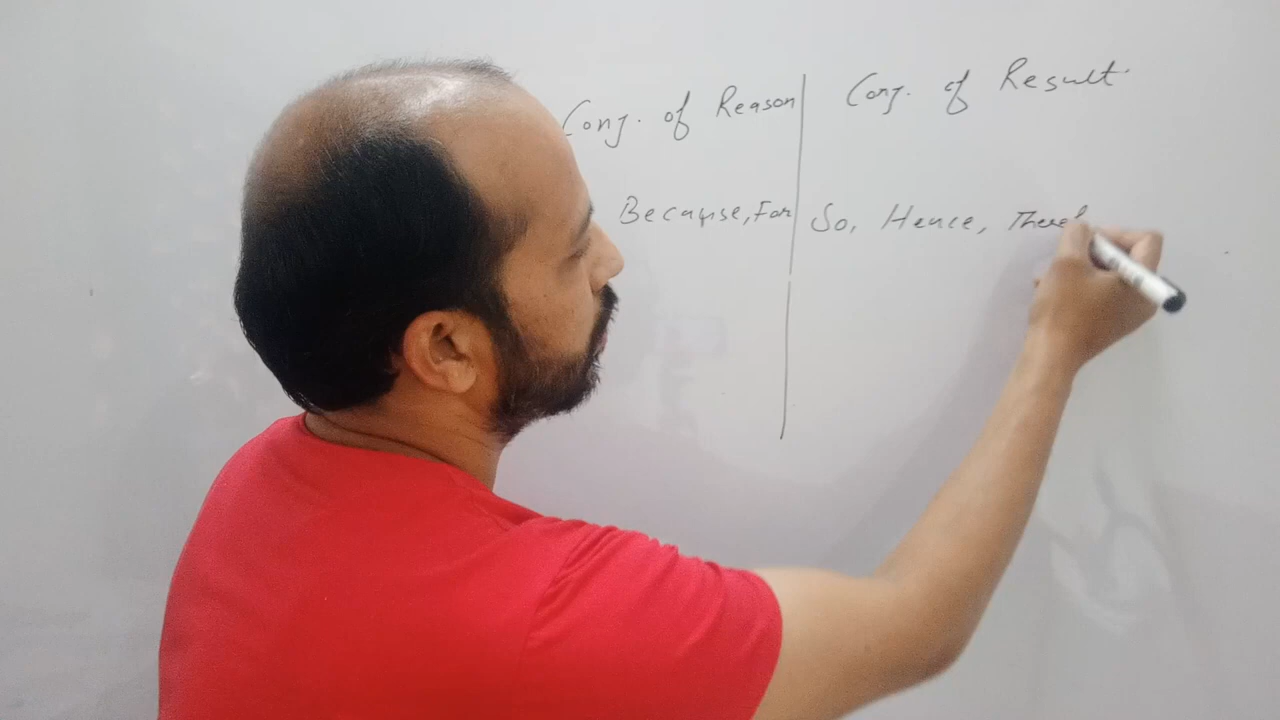 Conj. of Reason Conj. of Result.
Because, For So, Hence,